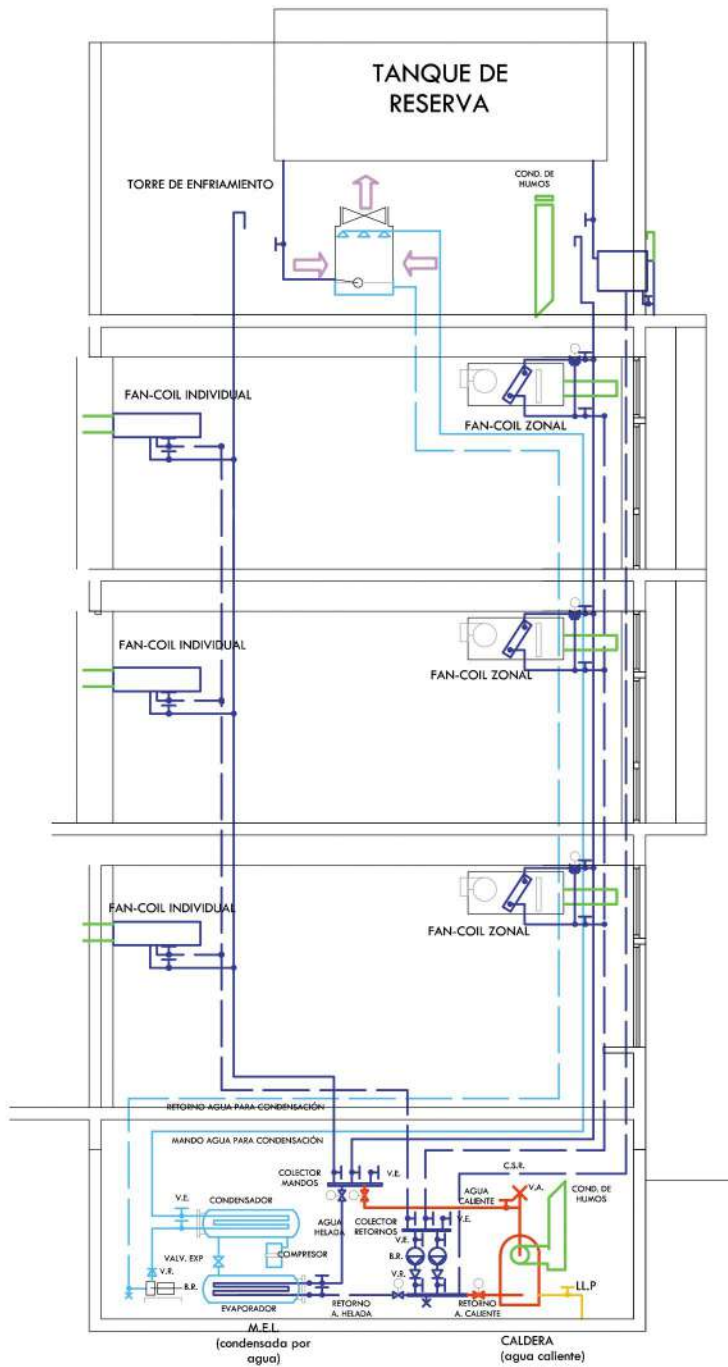 TANQUE DE
RESERVA
TORRE DE ENFRIAMIENTO
COND. DE
HUMOS
FAN-COIL INDIVIDUAL
FAN-COIL ZONAL
FAN-COIL INDIVIDUAL
FAN-COIL ZONAL
FAN-COIL INDIVIDUAL
FAN-COIL ZONAL
RETORNO AGUA PARA CONDENSACIÓN
MANDO AGUA PARA CONDENSACIÓN
COLECTOR
MANDOS
V.E.
C.S.R.
AGUA
CALIENTE
V.A.
COND. DE
HUMOS
V.E.
CONDENSADOR
AGUA
HELADA
COLECTOR
RETORNOS
V.E.
V.E.
VALV. EXP
COMPRESOR
B.R.
V.R.
B.R.
V.R.
LL.P
EVAPORADOR
RETORNO
A. HELADA
RETORNO
A. CALIENTE
M.E.L.
(condensada por
agua)
CALDERA
(agua caliente)